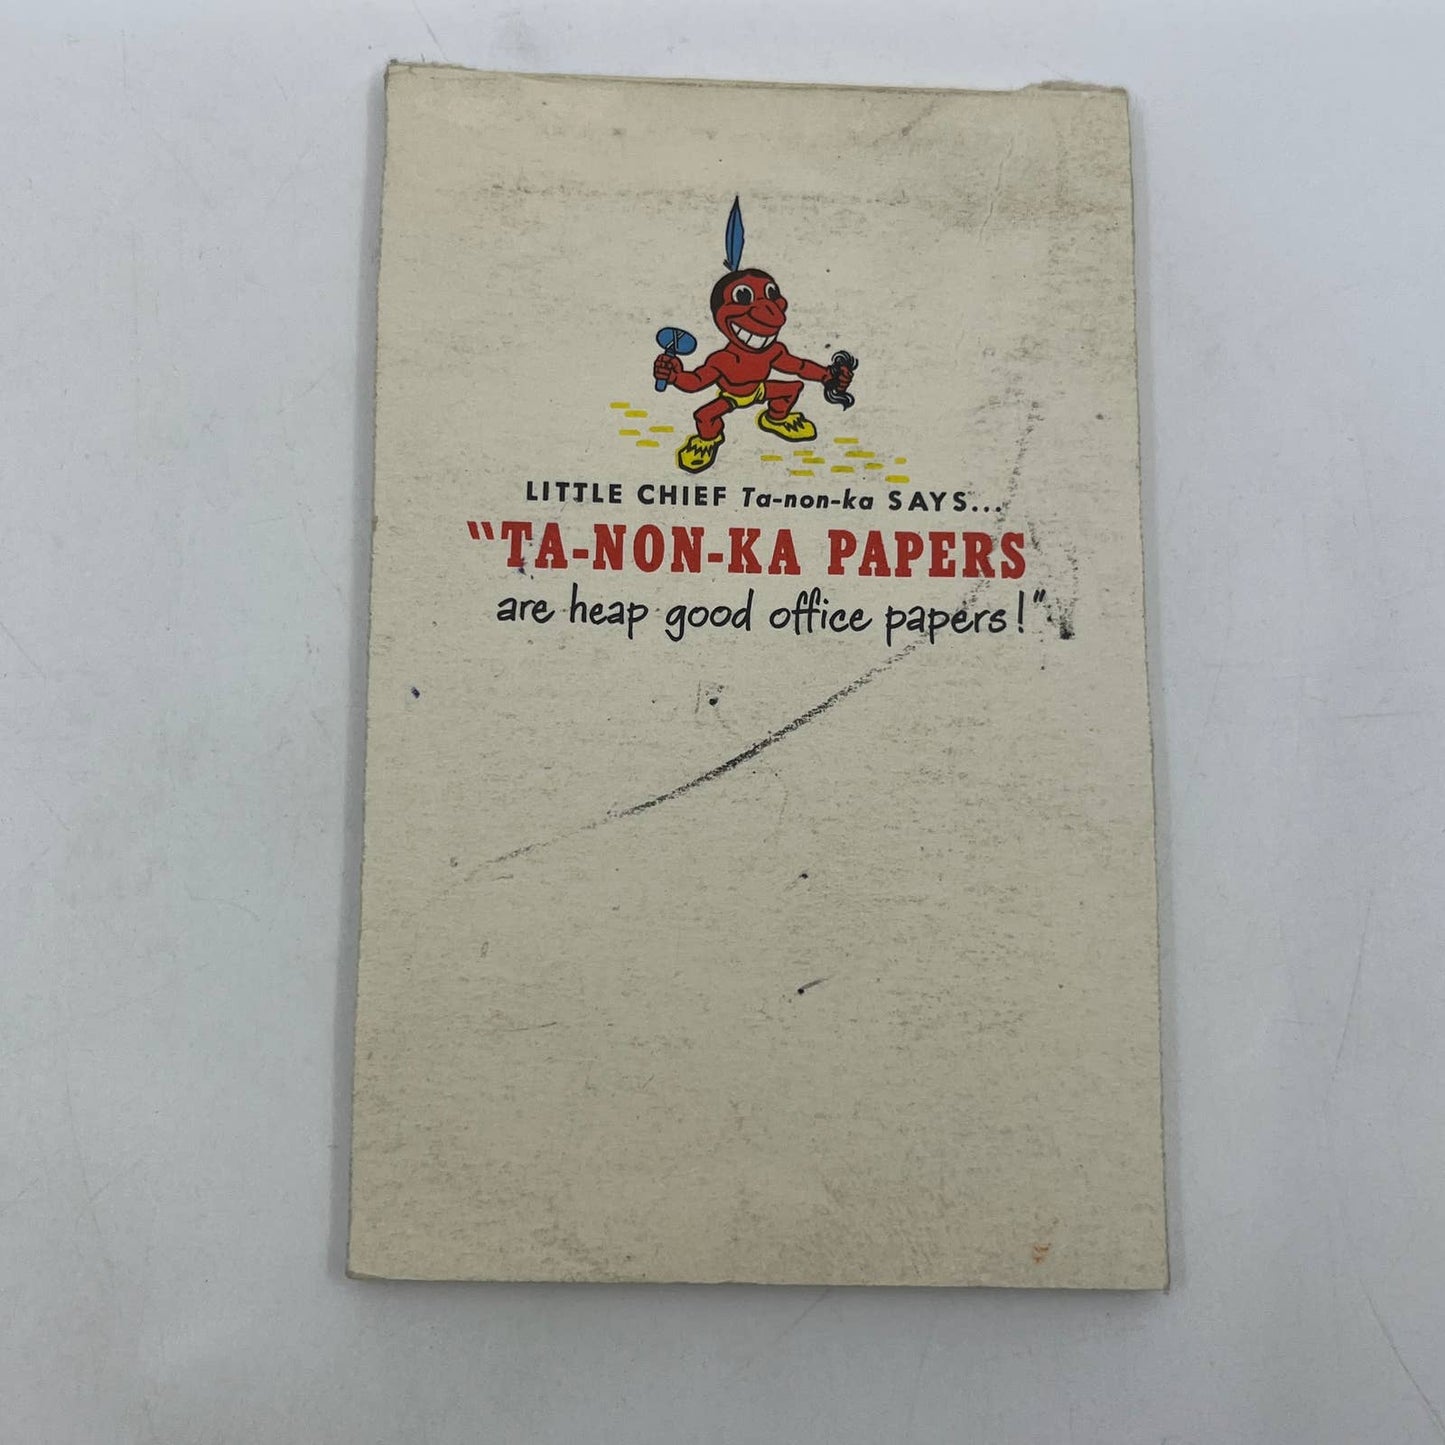 LITTLE CHIEF Ta-non-ka SAYS...
"TA-NON-KA PAPERS
are heap good office papers!"